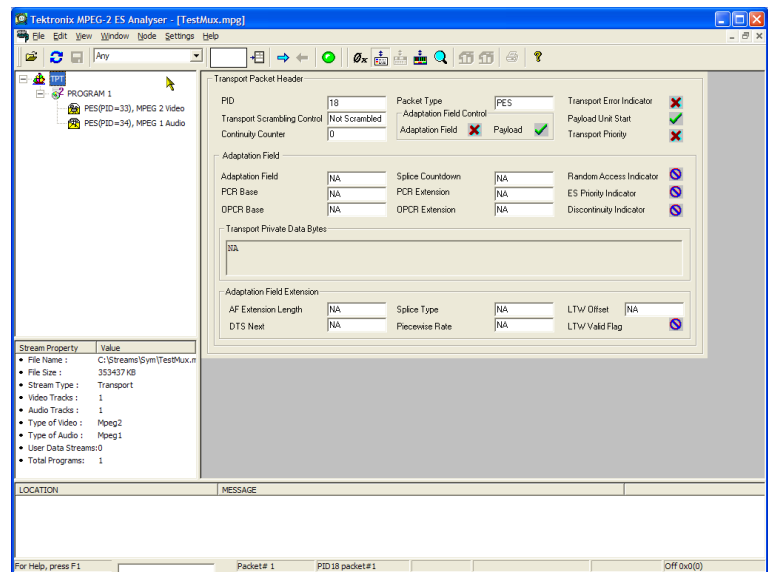 Tektronix MPEG-2 ES Analyser - [TestMux.mpg]
File Edit View Window Node Settings Help
Any
0x
TPT
PROGRAM 1
PES(PID=33), MPEG 2 Video
PES(PID=34), MPEG 1 Audio
Transport Packet Header
PID 18 Packet Type PES Transport Error Indicator
Transport Scrambling Control Not Scrambled Adaptation Field Control Payload Unit Start
Continuity Counter 0 Adaptation Field Payload Transport Priority
Adaptation Field
Adaptation Field NA Splice Countdown NA Random Access Indicator
PCR Base NA PCR Extension NA ES Priority Indicator
OPCR Base NA OPCR Extension NA Discontinuity Indicator
Transport Private Data Bytes
NA
Adaptation Field Extension
AF Extension Length NA Splice Type NA LTW Offset NA
DTS Next NA Piecewise Rate NA LTW Valid Flag
Stream Property Value
File Name : C:\Streams\Sym\TestMux.m
File Size : 353437 KB
Stream Type : Transport
Video Tracks : 1
Audio Tracks : 1
Type of Video : Mpeg2
Type of Audio : Mpeg1
User Data Streams:0
Total Programs: 1
LOCATION MESSAGE
For Help, press F1 Packet# 1 PID18 packet#1 Off 0x0(0)